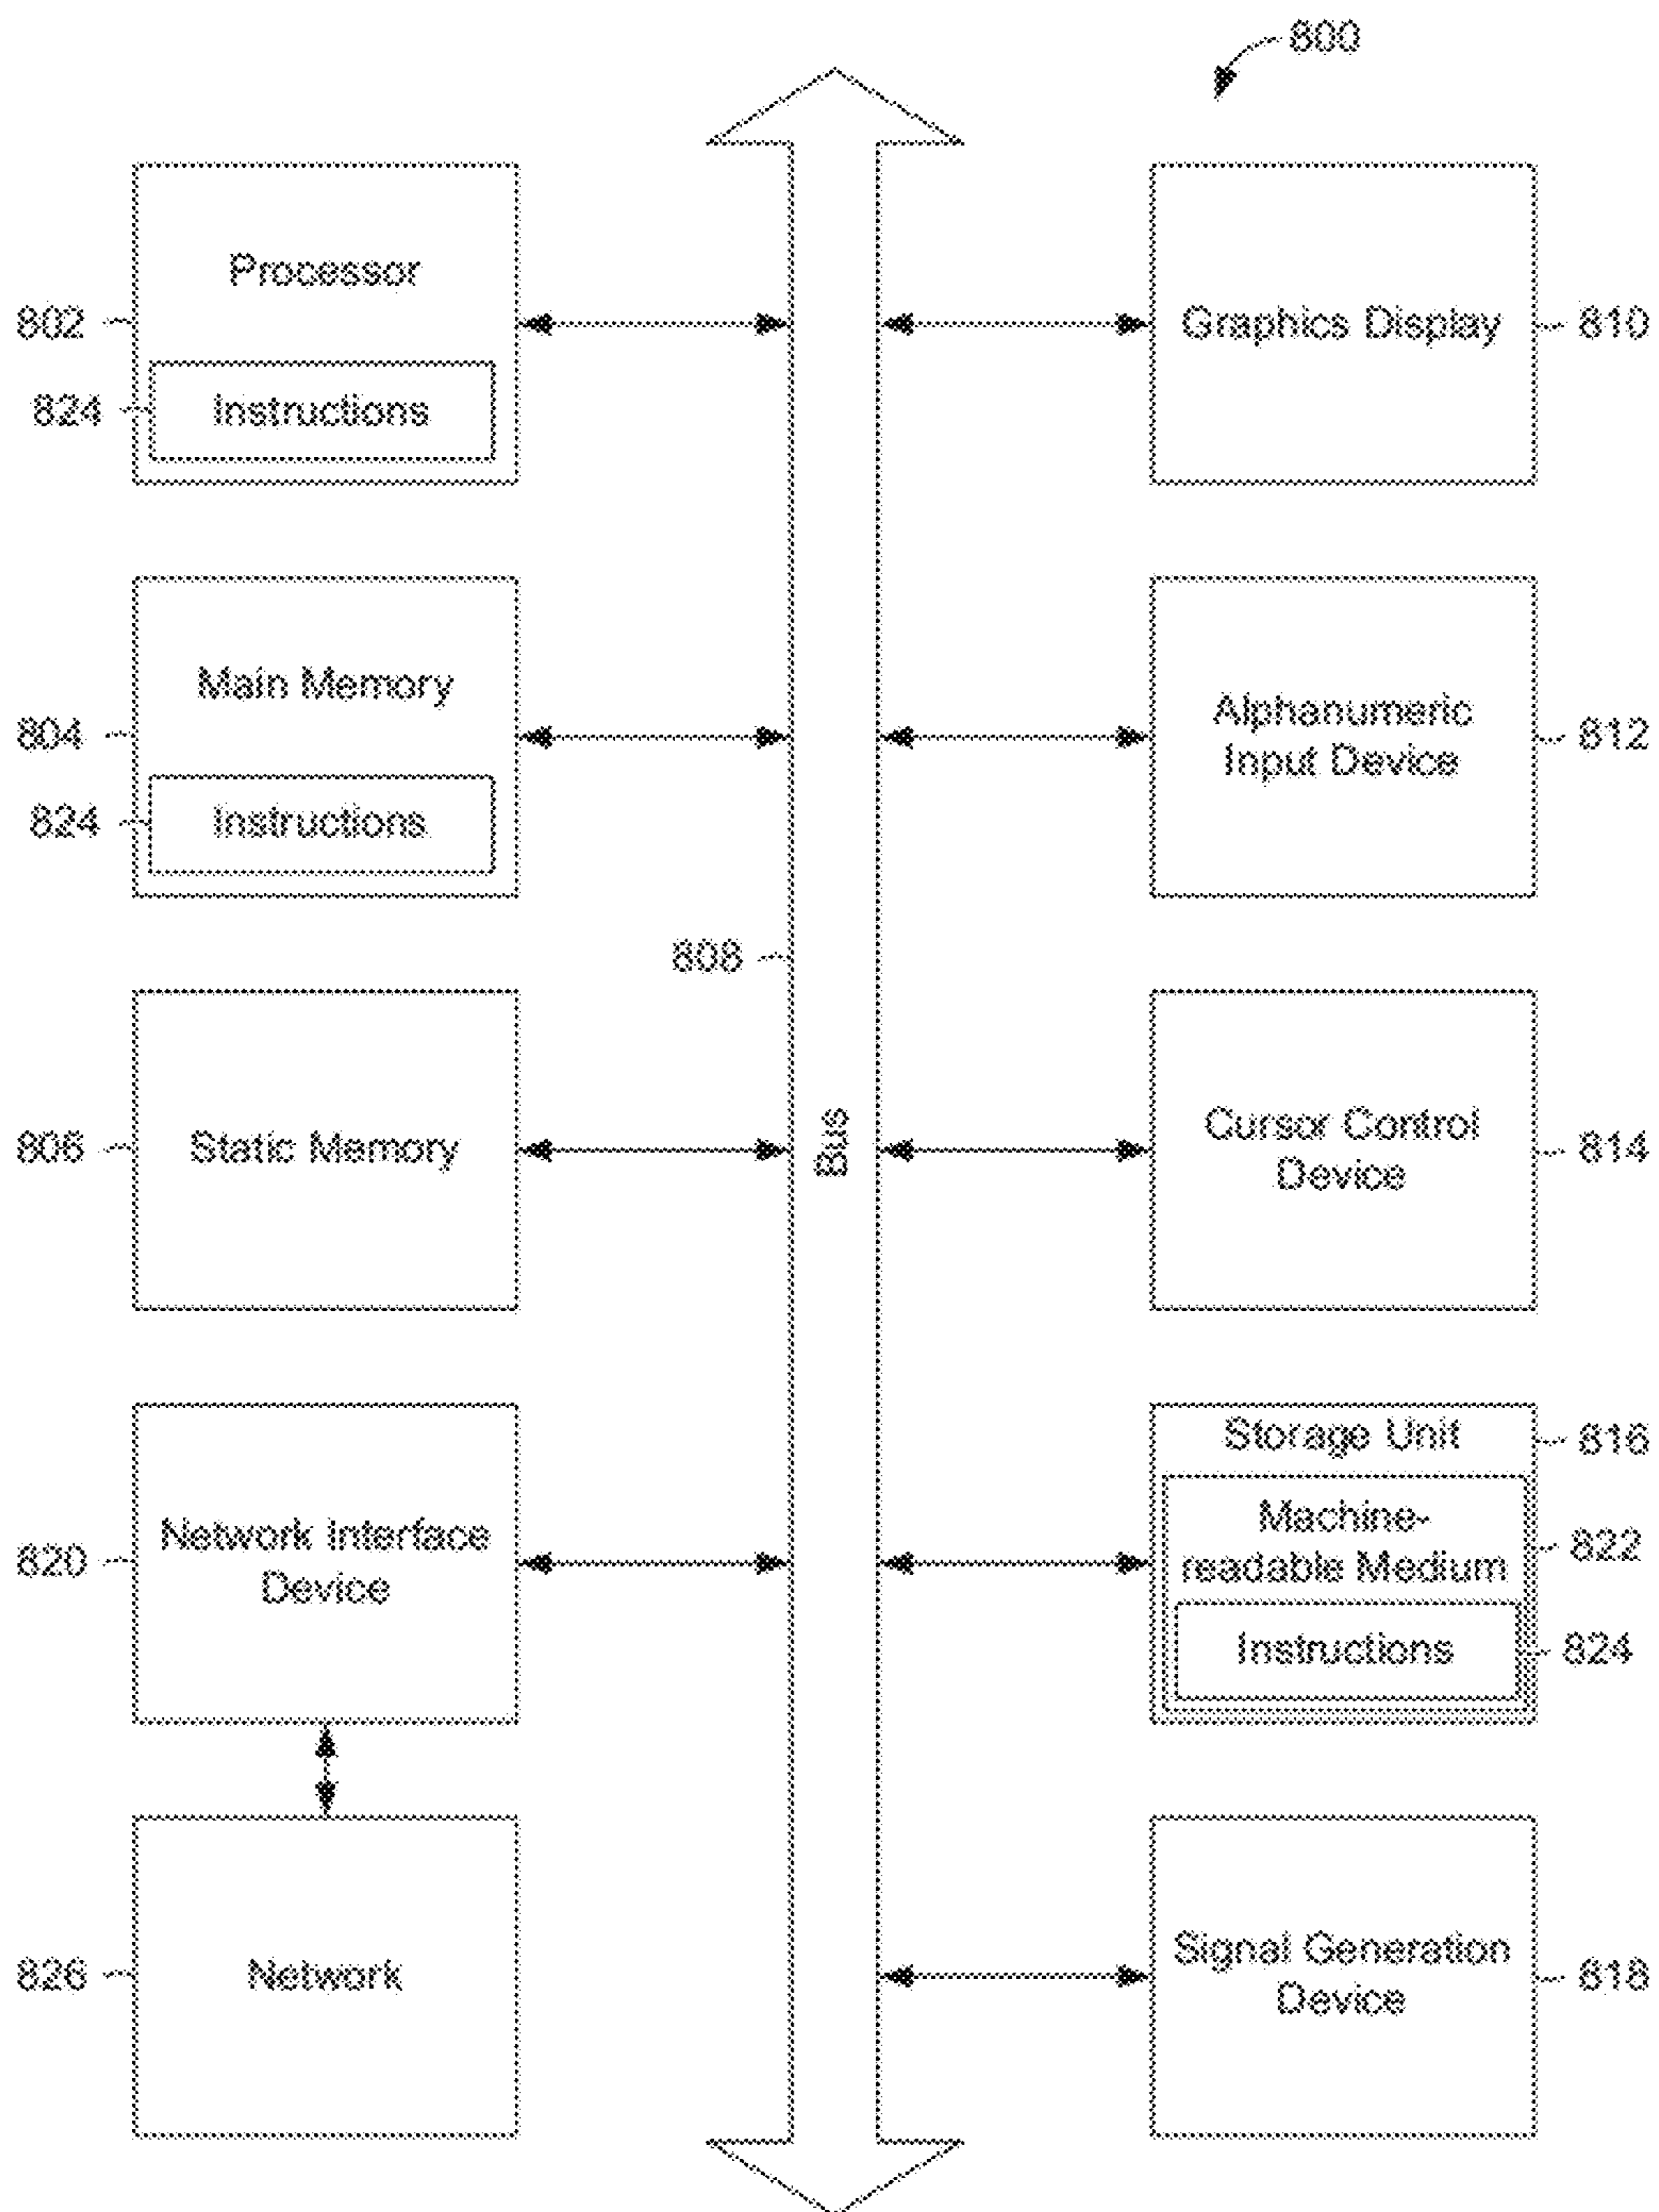 800
Processor
802
824
Instructions
Graphics Display
810
Main Memory
804
824
Instructions
Alphanumeric
Input Device
812
808
Bus
806
Static Memory
Cursor Control
Device
814
820
Network Interface
Device
Storage Unit
816
Machine-
readable Medium
822
Instructions
824
826
Network
Signal Generation
Device
818